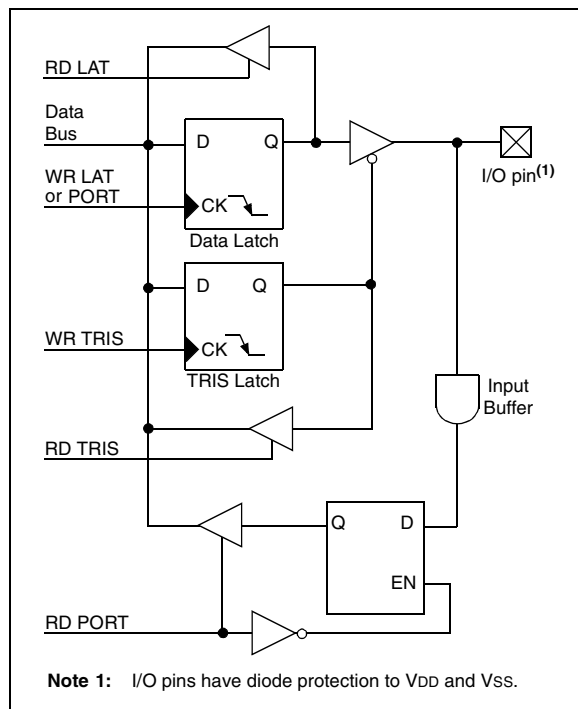 RD LAT
Data
Bus
D Q
WR LAT
or PORT
CK
Data Latch
I/O pin(1)
D Q
WR TRIS
CK
TRIS Latch
Input
Buffer
RD TRIS
Q D
EN
RD PORT
Note 1: I/O pins have diode protection to VDD and VSS.